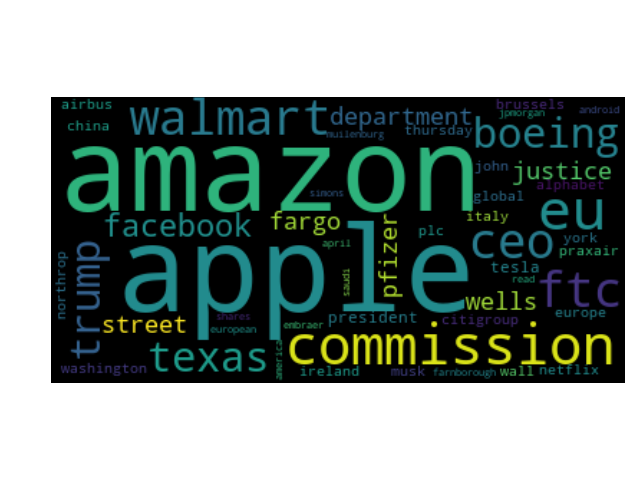 airbus
brussels
jpmorgan
android
china
walmart
department
muilenburg
thursday
boeing
amazon
john
justice
alphabet
simons
global
eu
facebook
fargo
pfizer
plc
italy
ceo
york
praxair
april
trump
northrop
apple
saudi
tesla
read
ftc
wells
europe
street
shares
european
embraer
president
citigroup
texas
america
commission
washington
ireland
musk
farnborough
wall
netflix